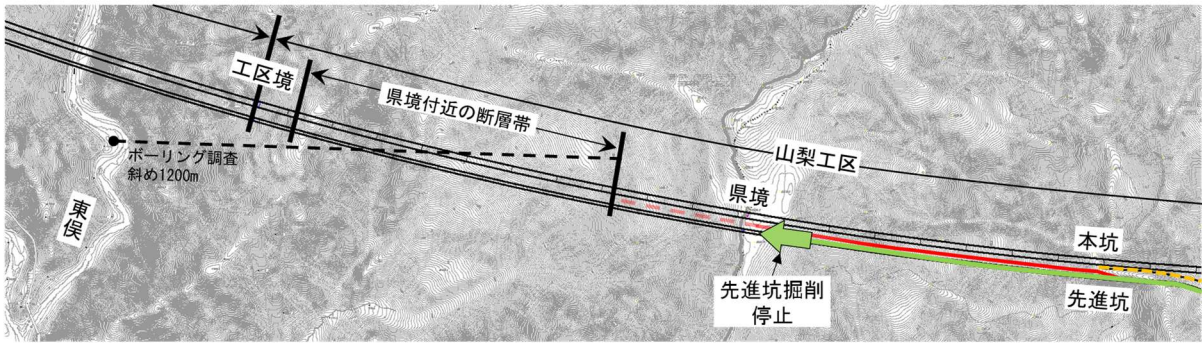 工区境
県境付近の断層帯
ボーリング調査
斜め1200m
東俣
山梨工区
県境
先進坑掘削
停止
本坑
先進坑